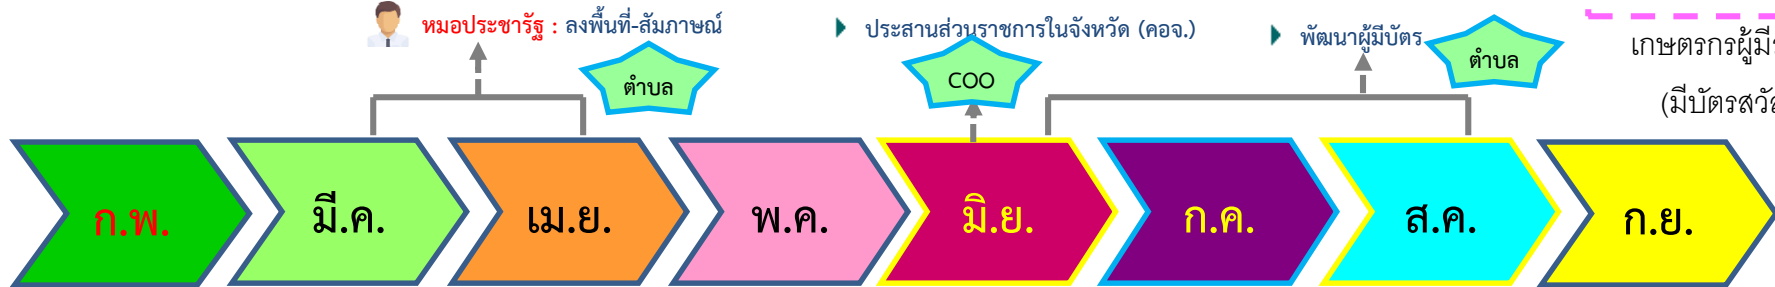 หมอประชารัฐ : ลงพื้นที่-สัมภาษณ์
ประสานส่วนราชการในจังหวัด (คอจ.)
พัฒนาผู้มีบัตร
ตำบล
COO
ตำบล
เกษตรกรผู้มี
(มีบัตรสวั
ก.พ.
มี.ค.
เม.ย.
พ.ค.
มิ.ย.
ก.ค.
ส.ค.
ก.ย.